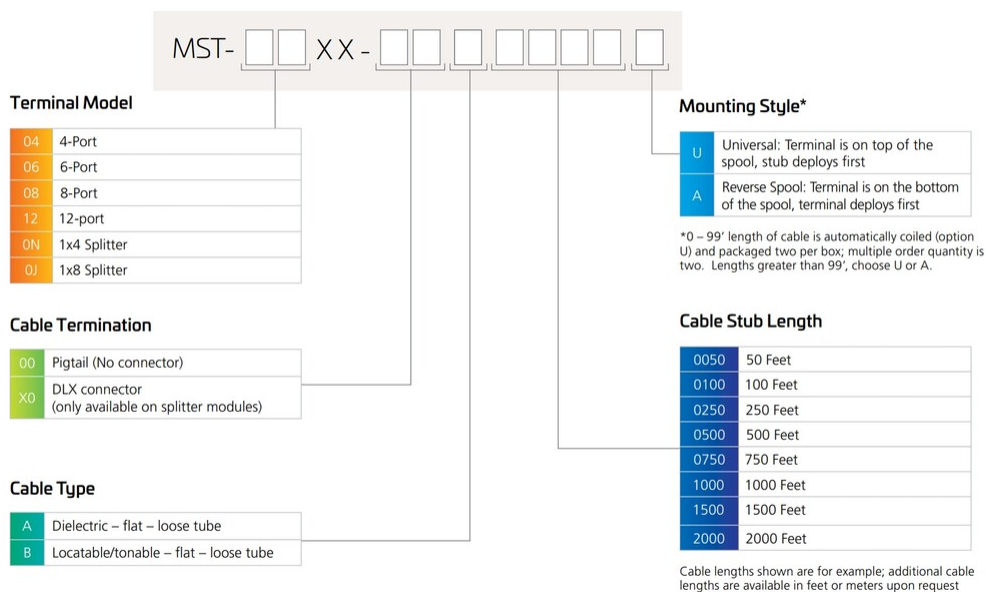 MST- XX -
Terminal Model
04 4-Port
06 6-Port
08 8-Port
12 12-port
0N 1x4 Splitter
0J 1x8 Splitter
Cable Termination
00 Pigtail (No connector)
X0 DLX connector
(only available on splitter modules)
Cable Type
A Dielectric – flat – loose tube
B Locatable/tonable – flat – loose tube
Mounting Style*
U Universal: Terminal is on top of the
spool, stub deploys first
A Reverse Spool: Terminal is on the bottom
of the spool, terminal deploys first
*0 – 99’ length of cable is automatically coiled (option
U) and packaged two per box; multiple order quantity is
two. Lengths greater than 99’, choose U or A.
Cable Stub Length
0050 50 Feet
0100 100 Feet
0250 250 Feet
0500 500 Feet
0750 750 Feet
1000 1000 Feet
1500 1500 Feet
2000 2000 Feet
Cable lengths shown are for example; additional cable
lengths are available in feet or meters upon request